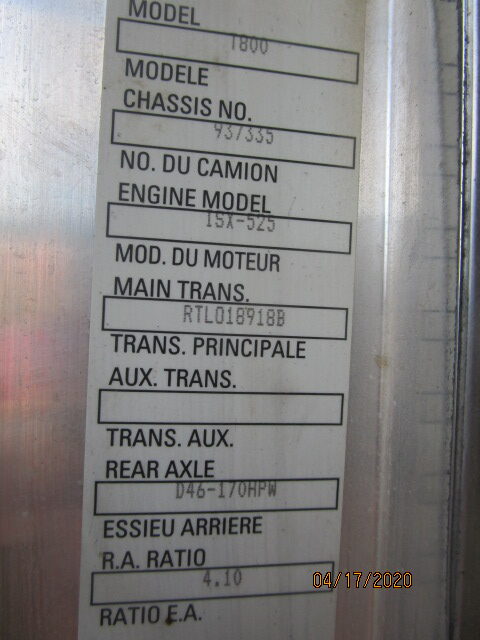 MODEL
T800
MODELE
CHASSIS NO.
937335
NO. DU CAMION
ENGINE MODEL
ISX-525
MOD. DU MOTEUR
MAIN TRANS.
RTLO18918B
TRANS. PRINCIPALE
AUX. TRANS.
TRANS. AUX.
REAR AXLE
D46-170HPW
ESSIEU ARRIERE
R.A. RATIO
4.10
RATIO E.A.
04/17/2020